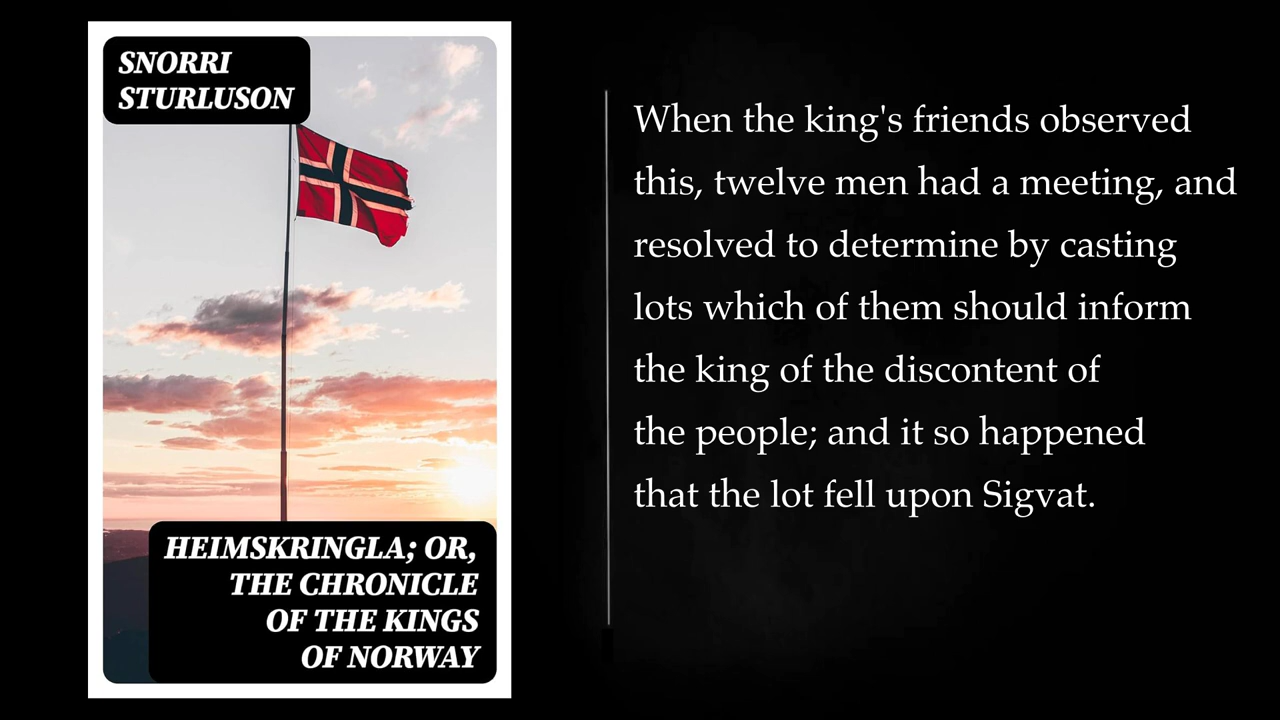 SNORRI
STURLUSON
HEIMSKRINGLA; OR,
THE CHRONICLE
OF THE KINGS
OF NORWAY
When the king's friends observed
this, twelve men had a meeting, and
resolved to determine by casting
lots which of them should inform
the king of the discontent of
the people; and it so happened
that the lot fell upon Sigvat.